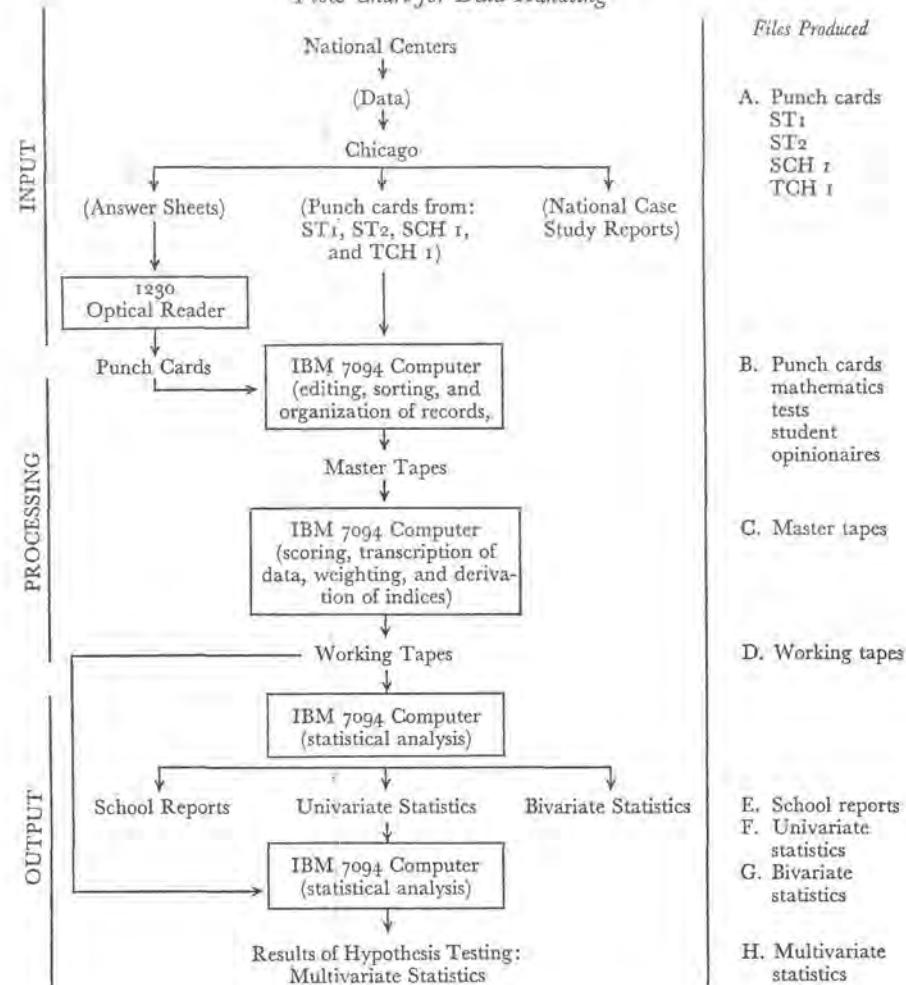 Flow Chart for Data Handling
National Centers
(Data)
Chicago
(Answer Sheets)
(Punch cards from:
ST1, ST2, SCH 1,
and TCH 1)
(National Case
Study Reports)
1230
Optical Reader
Punch Cards
IBM 7094 Computer
(editing, sorting, and
organization of records,
Master Tapes
IBM 7094 Computer
(scoring, transcription of
data, weighting, and deriva-
tion of indices)
Working Tapes
IBM 7094 Computer
(statistical analysis)
School Reports
Univariate Statistics
Bivariate Statistics
IBM 7094 Computer
(statistical analysis)
Results of Hypothesis Testing:
Multivariate Statistics
INPUT
PROCESSING
OUTPUT
Files Produced
A. Punch cards
ST1
ST2
SCH 1
TCH 1
B. Punch cards
mathematics
tests
student
opinionaires
C. Master tapes
D. Working tapes
E. School reports
F. Univariate
statistics
G. Bivariate
statistics
H. Multivariate
statistics